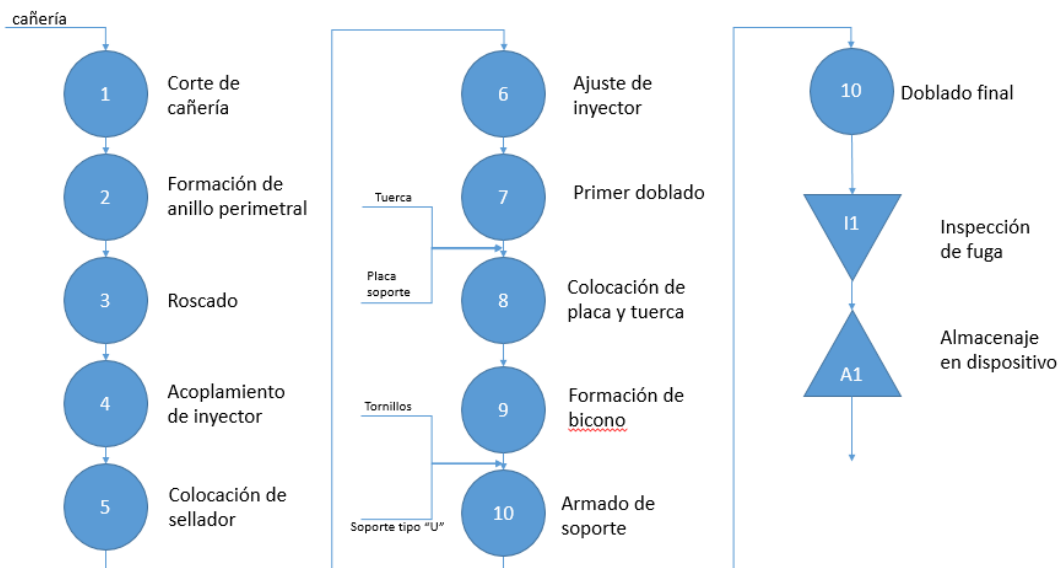 cañería
1
Corte de
cañería
2
Formación de
anillo perimetral
3
Roscado
4
Acoplamiento
de inyector
5
Colocación de
sellador
6
Ajuste de
inyector
7
Primer doblado
Tuerca
Placa
soporte
8
Colocación de
placa y tuerca
9
Formación de
bicono
Tornillos
Soporte tipo “U”
10
Armado de
soporte
10
Doblado final
I1
Inspección
de fuga
A1
Almacenaje
en dispositivo